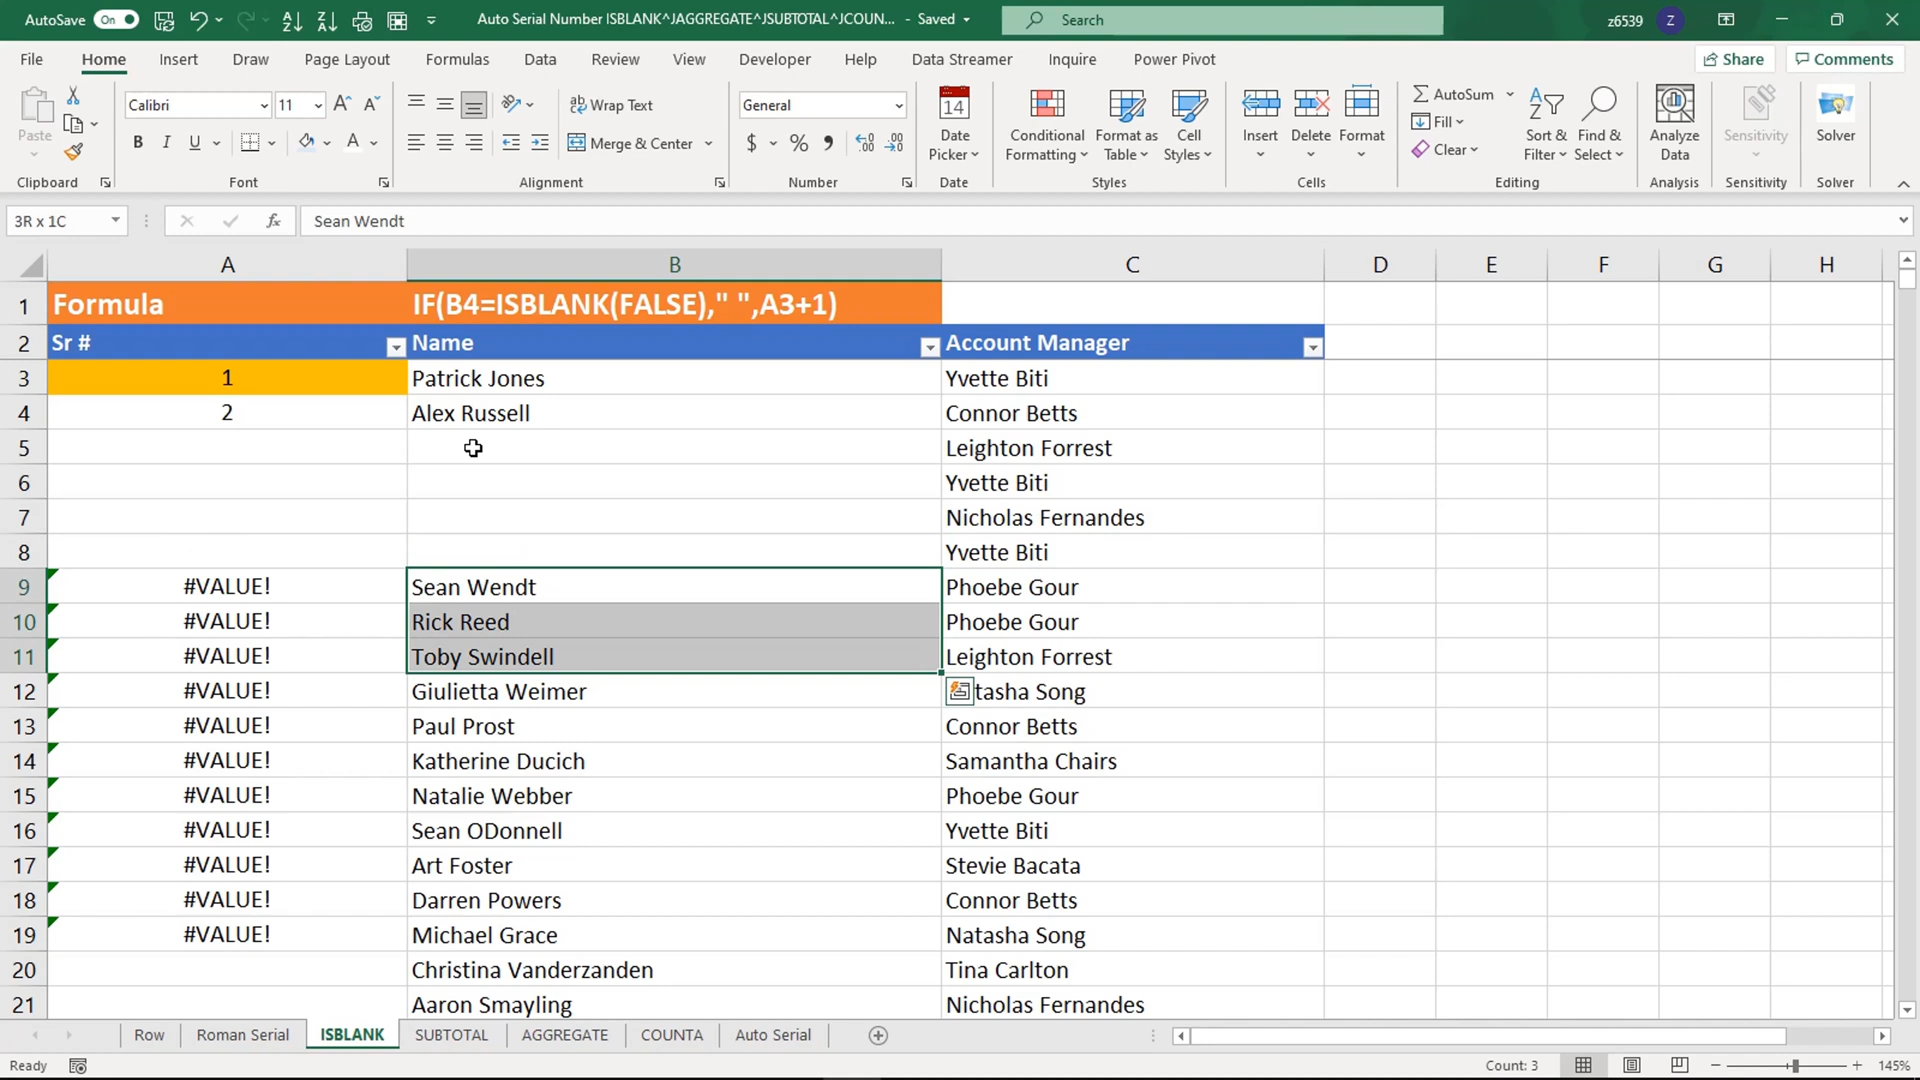 AutoSave On Auto Serial Number ISBLANK^JAGGREGATE^JSUBTOTAL^JCOUN... - Saved Search z6539 Z
File Home Insert Draw Page Layout Formulas Data Review View Developer Help Data Streamer Inquire Power Pivot Share Comments
Paste Calibri 11 Wrap Text General 14 AutoSum
B I U Merge & Center $ % Date Picker Conditional Formatting Format as Table Cell Styles Insert Delete Format Fill Clear Sort & Filter Find & Select Analyze Data Sensitivity Solver
Clipboard Font Alignment Number Date Styles Cells Editing Analysis Sensitivity Solver
3R x 1C fx Sean Wendt
A B C D E F G H
1 Formula IF(B4=ISBLANK(FALSE)," ",A3+1)
2 Sr # Name Account Manager
3 1 Patrick Jones Yvette Biti
4 2 Alex Russell Connor Betts
5 Leighton Forrest
6 Yvette Biti
7 Nicholas Fernandes
8 Yvette Biti
9 #VALUE! Sean Wendt Phoebe Gour
10 #VALUE! Rick Reed Phoebe Gour
11 #VALUE! Toby Swindell Leighton Forrest
12 #VALUE! Giulietta Weimer tasha Song
13 #VALUE! Paul Prost Connor Betts
14 #VALUE! Katherine Ducich Samantha Chairs
15 #VALUE! Natalie Webber Phoebe Gour
16 #VALUE! Sean ODonnell Yvette Biti
17 #VALUE! Art Foster Stevie Bacata
18 #VALUE! Darren Powers Connor Betts
19 #VALUE! Michael Grace Natasha Song
20 Christina Vanderzanden Tina Carlton
21 Aaron Smayling Nicholas Fernandes
Row Roman Serial ISBLANK SUBTOTAL AGGREGATE COUNTA Auto Serial
Ready Count: 3 145%